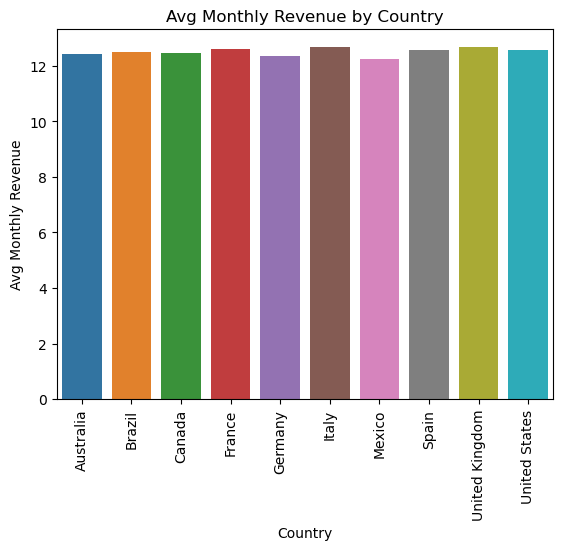 Avg Monthly Revenue by Country
Avg Monthly Revenue
12
10
8
6
4
2
0
Australia
Brazil
Canada
France
Germany
Italy
Mexico
Spain
United Kingdom
United States
Country